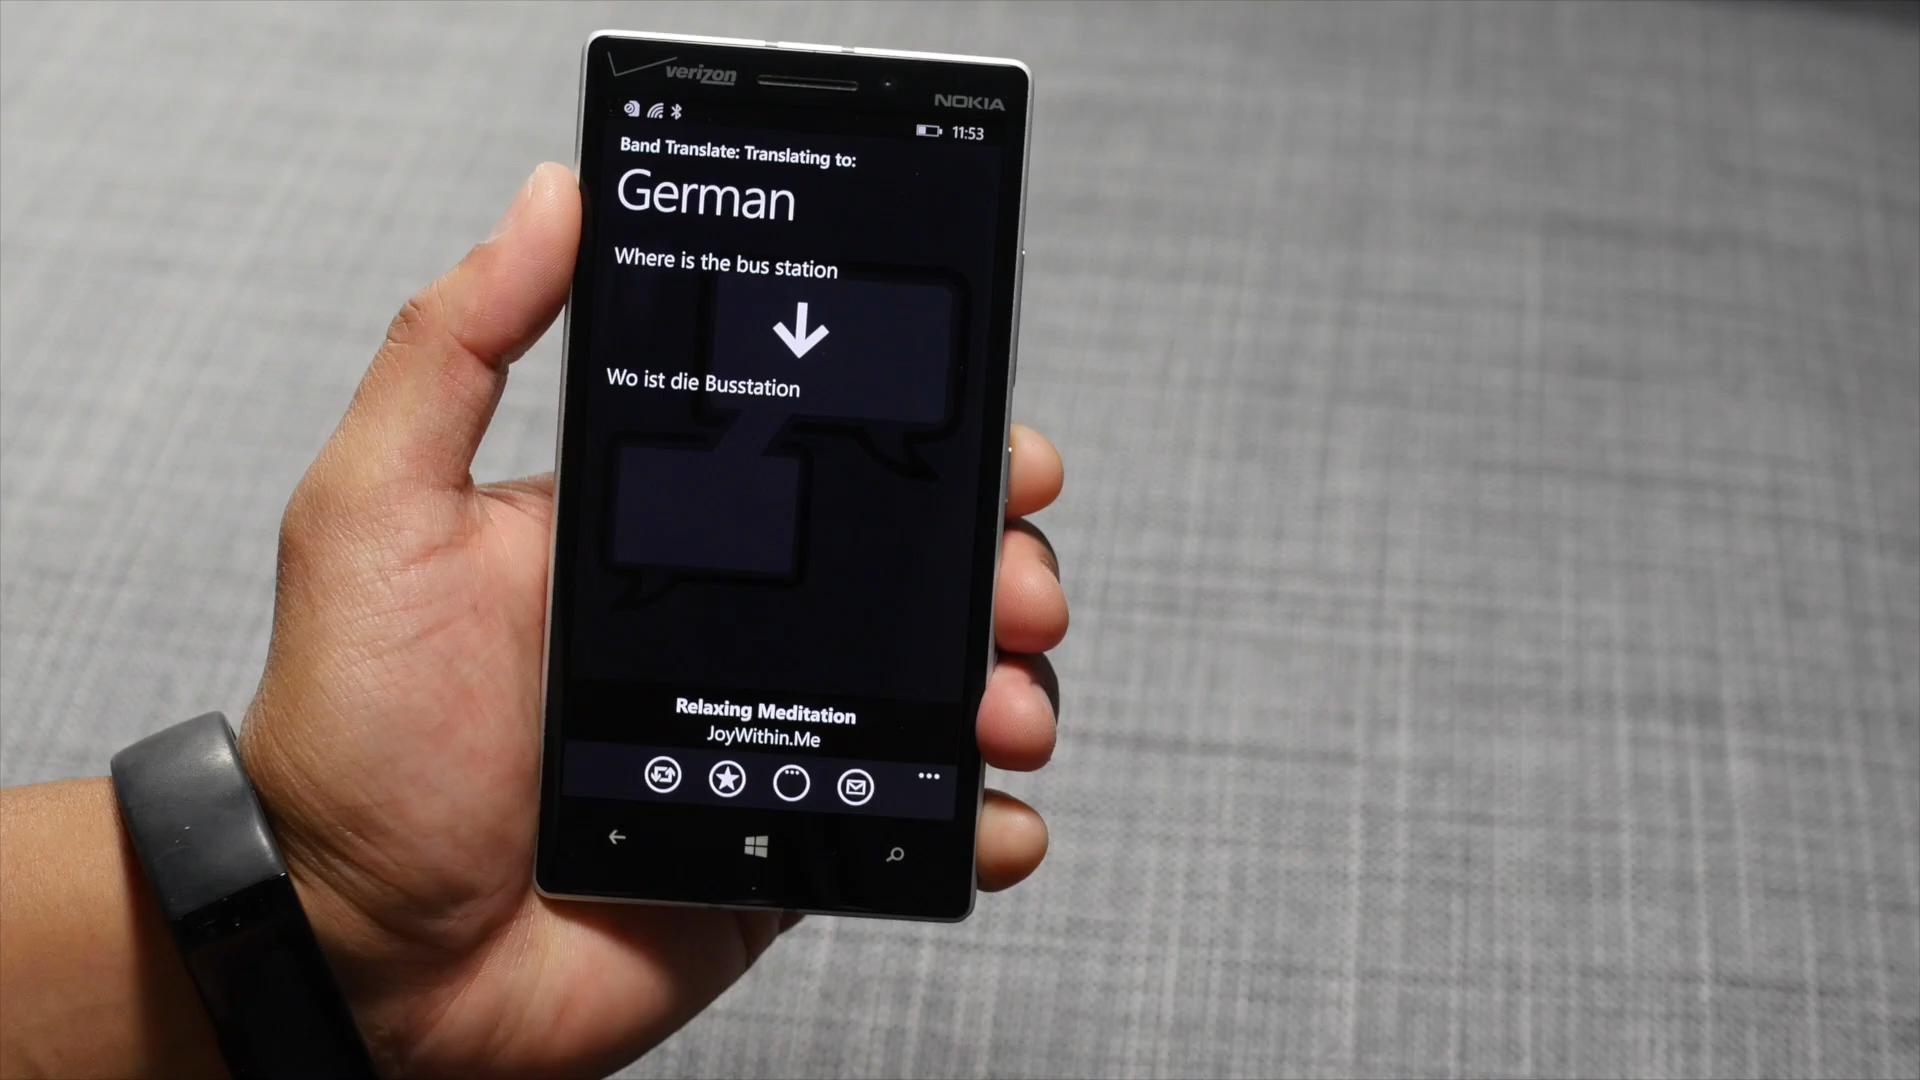 verizon
NOKIA
11:53
Band Translate: Translating to:
German
Where is the bus station
Wo ist die Busstation
Relaxing Meditation
JoyWithin.Me